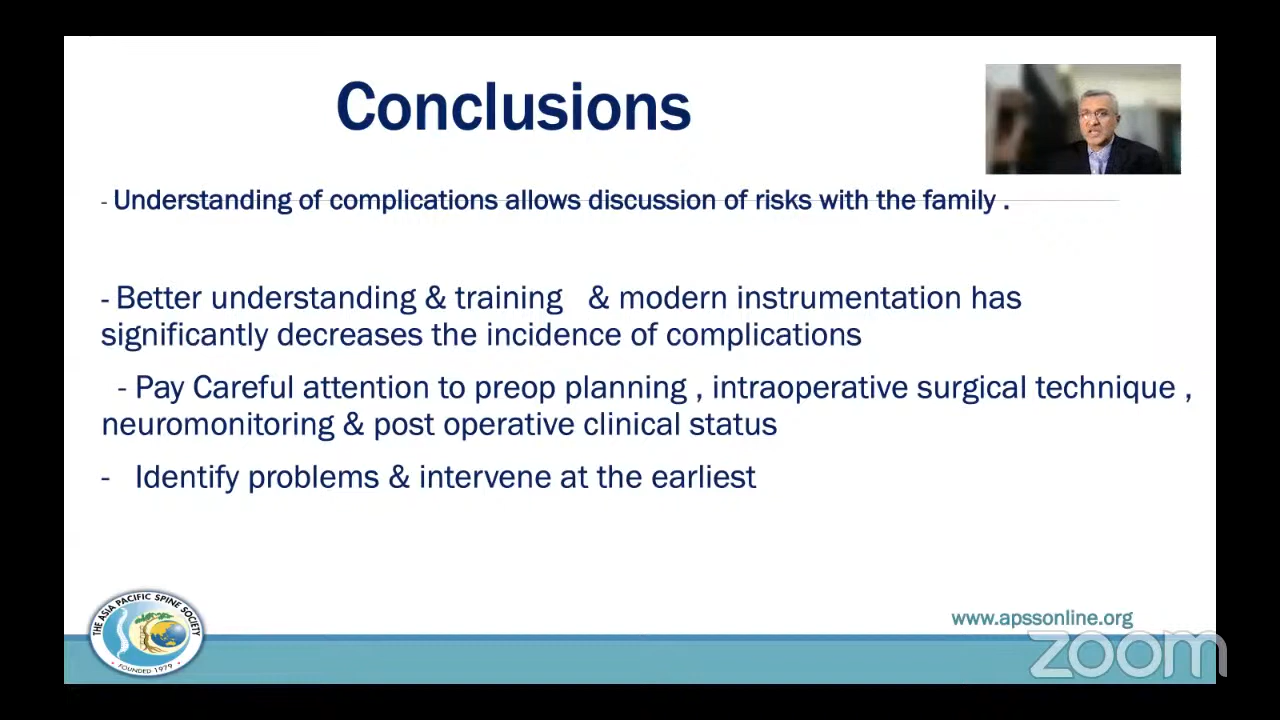 Conclusions
- Understanding of complications allows discussion of risks with the family .
- Better understanding & training & modern instrumentation has
significantly decreases the incidence of complications
- Pay Careful attention to preop planning , intraoperative surgical technique ,
neuromonitoring & post operative clinical status
- Identify problems & intervene at the earliest
THE ASIA PACIFIC SPINE SOCIETY
• FOUNDED 1979 •
www.apssonline.org
zoom